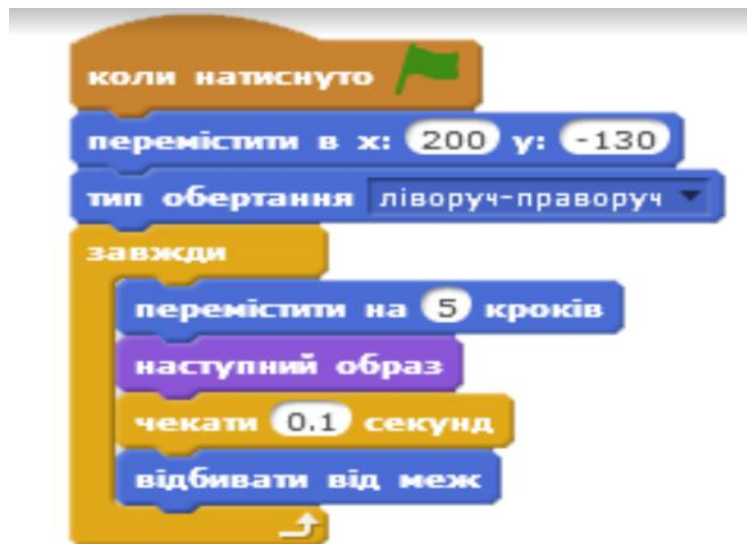 коли натиснуто
перемістити в x: 200 y: -130
тип обертання ліворуч-праворуч
завжди
перемістити на 5 кроків
наступний образ
чекати 0.1 секунд
відбивати від меж